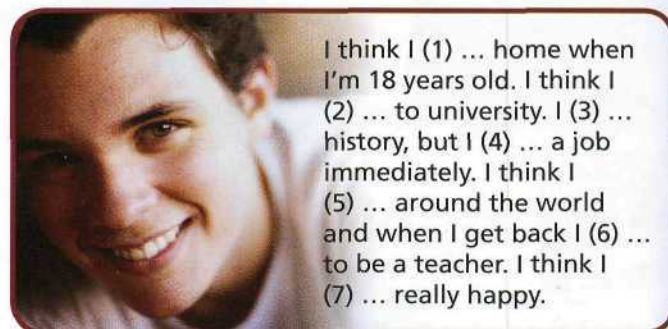 I think I (1) ... home when
I'm 18 years old. I think I
(2) ... to university. I (3) ...
history, but I (4) ... a job
immediately. I think I
(5) ... around the world
and when I get back I (6) ...
to be a teacher. I think I
(7) ... really happy.